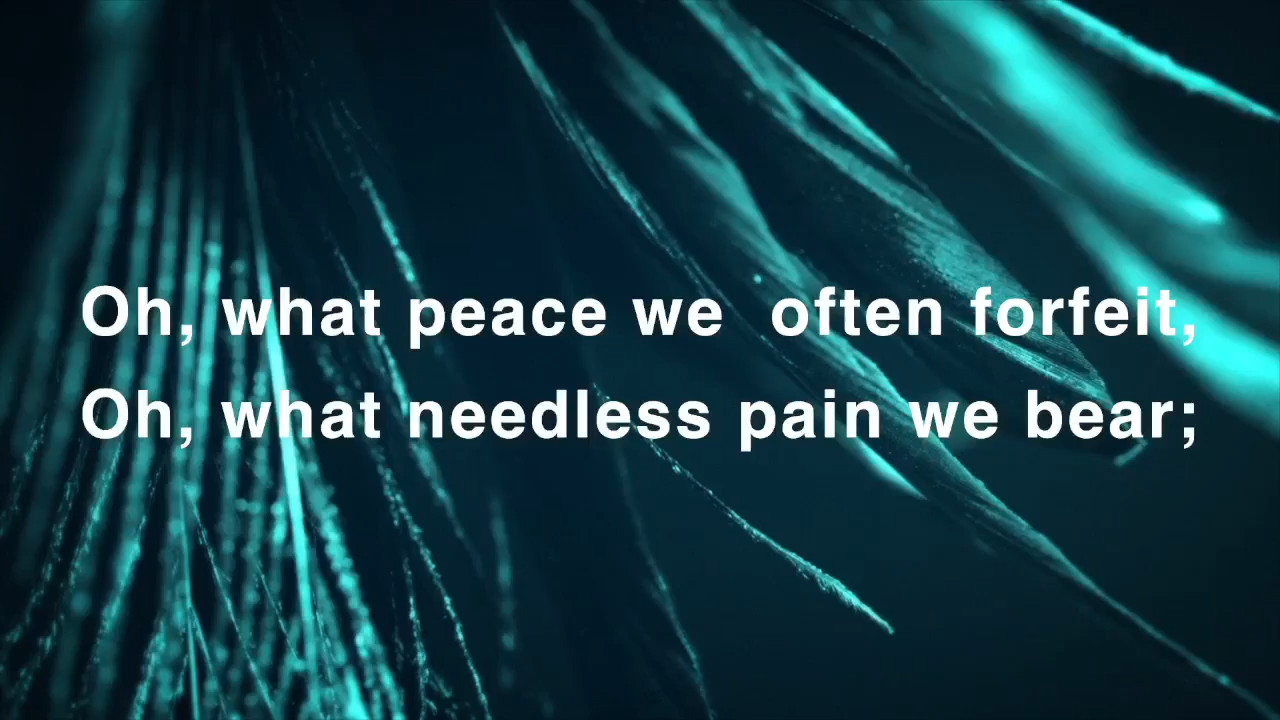 Oh, what peace we  often forfeit,
Oh, what needless pain we bear;